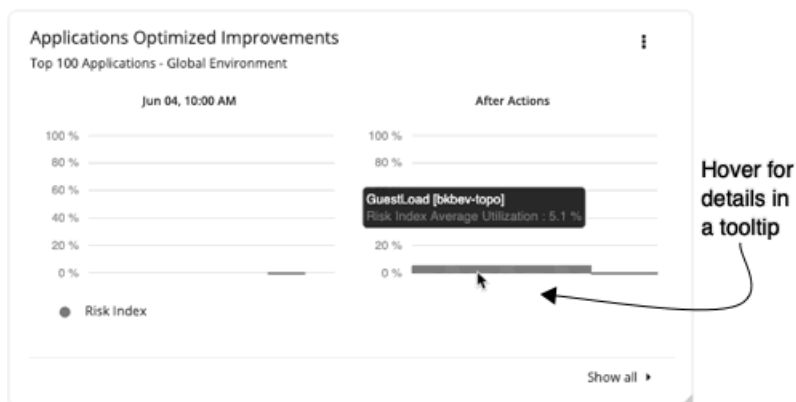 Applications Optimized Improvements
Top 100 Applications - Global Environment
Jun 04, 10:00 AM
100 %
80 %
60 %
40 %
20 %
0 %
Risk Index
After Actions
100 %
80 %
GuestLoad [bkbev-topo]
Risk Index Average Utilization : 5.1 %
20 %
0 %
Hover for
details in
a tooltip
Show all